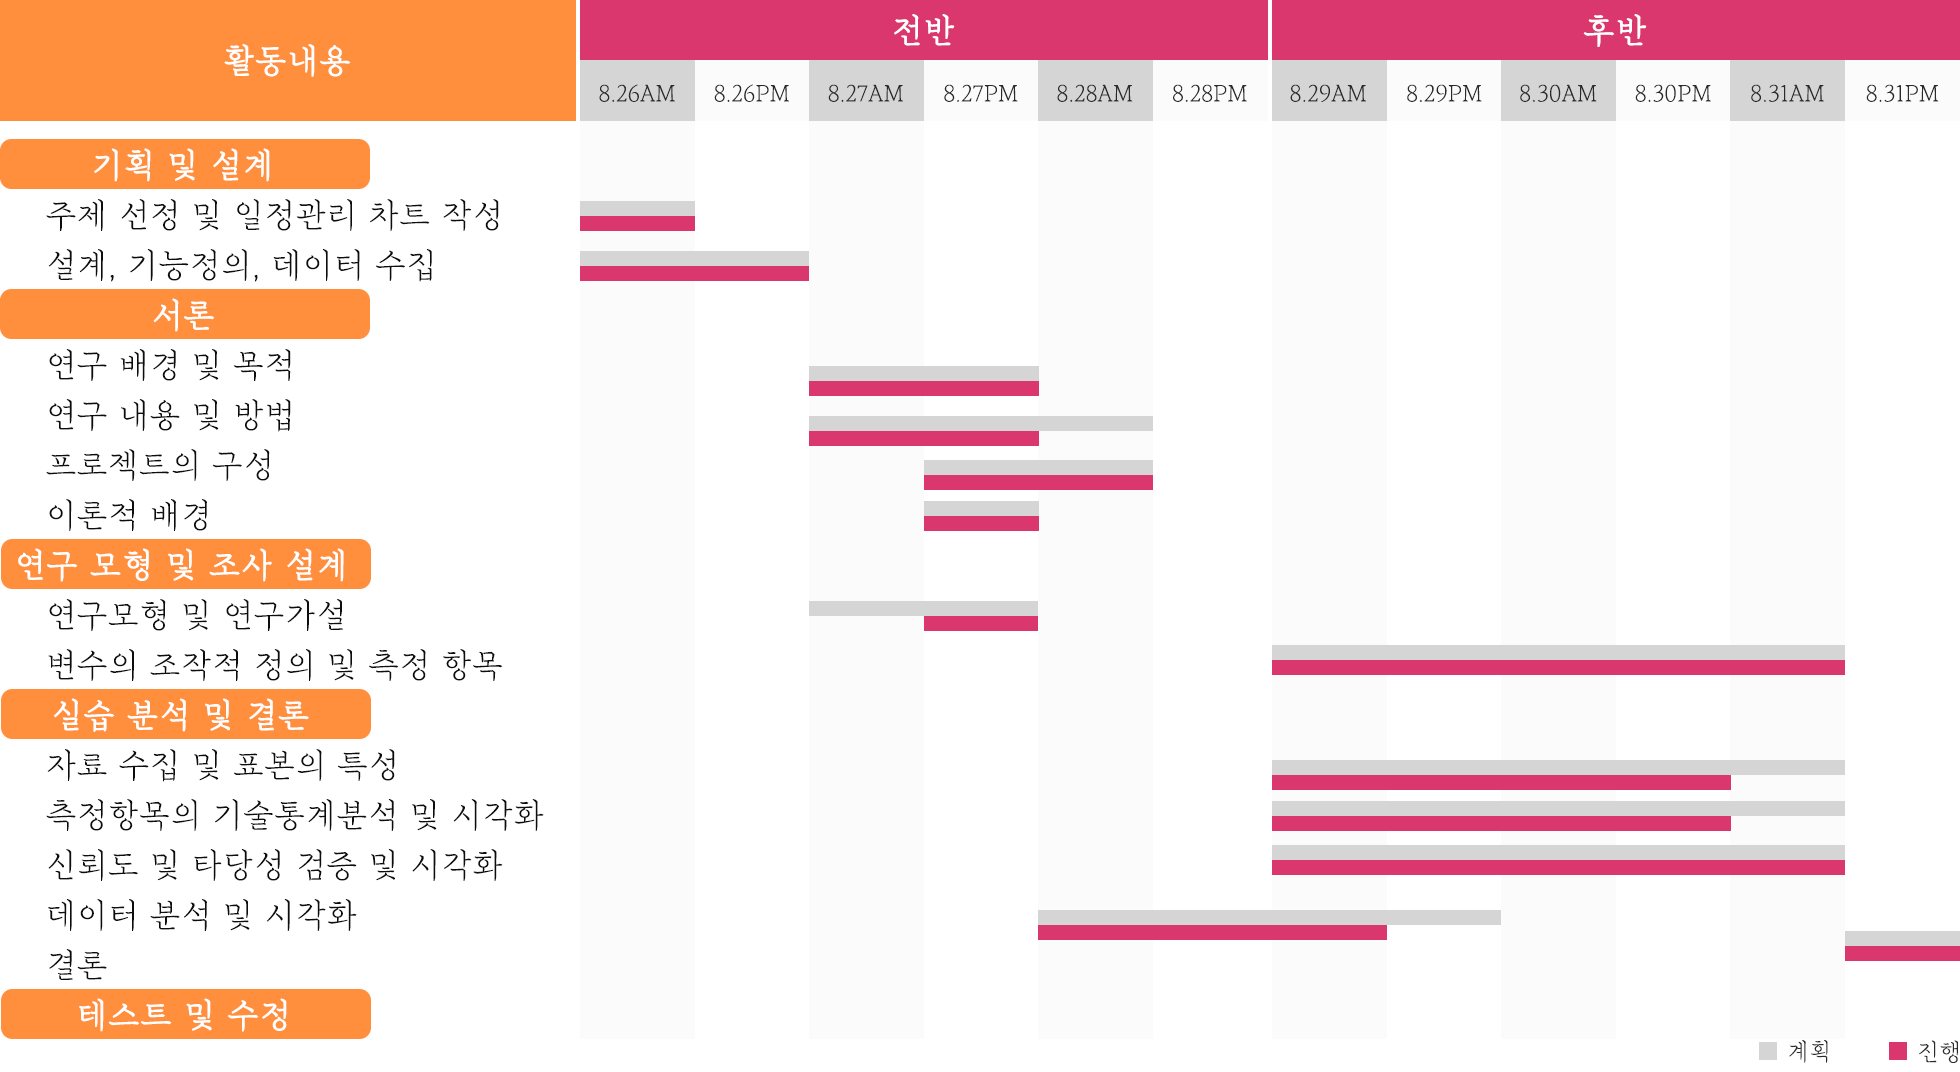 활동내용
전반
후반
8.26AM 8.26PM 8.27AM 8.27PM 8.28AM 8.28PM 8.29AM 8.29PM 8.30AM 8.30PM 8.31AM 8.31PM
기획 및 설계
주제 선정 및 일정관리 차트 작성
설계, 기능정의, 데이터 수집
서론
연구 배경 및 목적
연구 내용 및 방법
프로젝트의 구성
이론적 배경
연구 모형 및 조사 설계
연구모형 및 연구가설
변수의 조작적 정의 및 측정 항목
실습 분석 및 결론
자료 수집 및 표본의 특성
측정항목의 기술통계분석 및 시각화
신뢰도 및 타당성 검증 및 시각화
데이터 분석 및 시각화
결론
테스트 및 수정
계획
진행